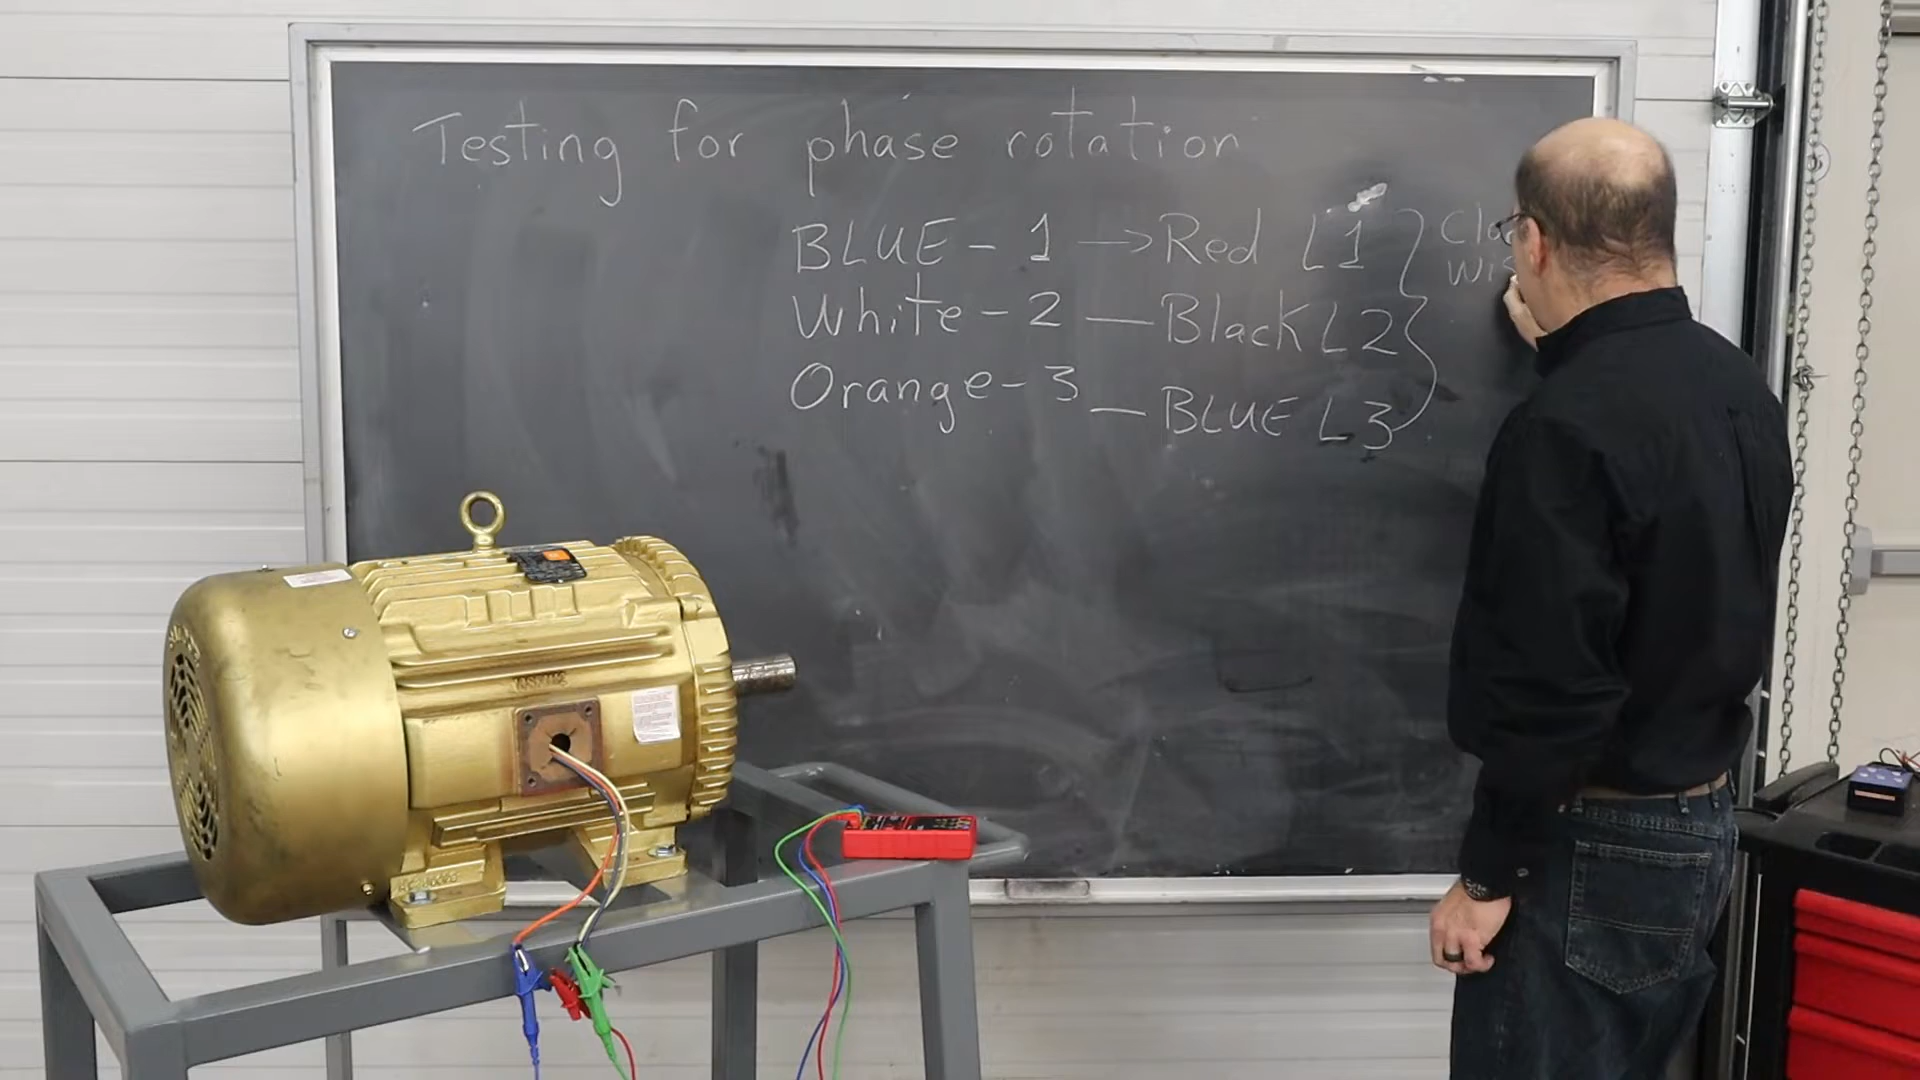 Testing for phase rotation
BLUE - 1 → Red L1
White - 2 — Black L2
Orange - 3 — BLUE L3